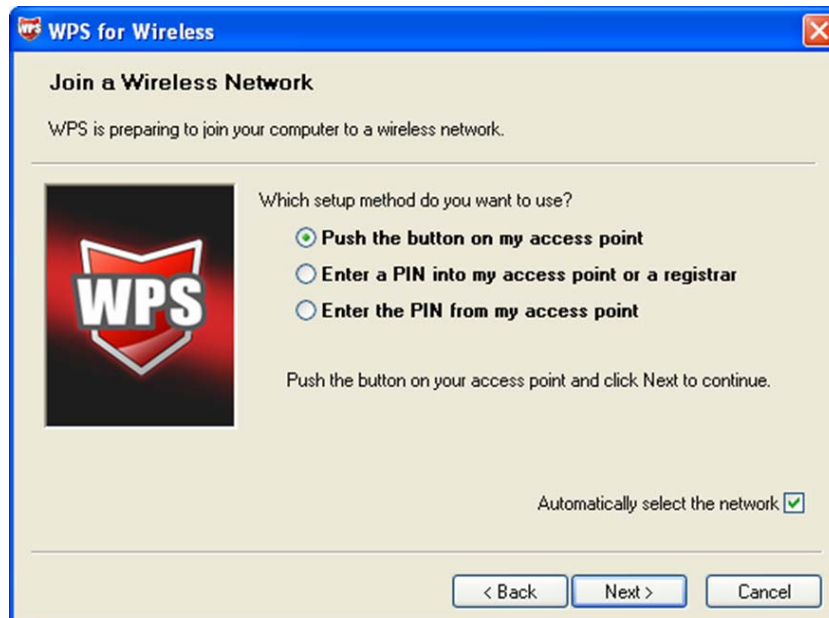 WPS for Wireless
Join a Wireless Network
WPS is preparing to join your computer to a wireless network.
Which setup method do you want to use?
Push the button on my access point
Enter a PIN into my access point or a registrar
Enter the PIN from my access point
WPS
Push the button on your access point and click Next to continue.
Automatically select the network
< Back
Next >
Cancel